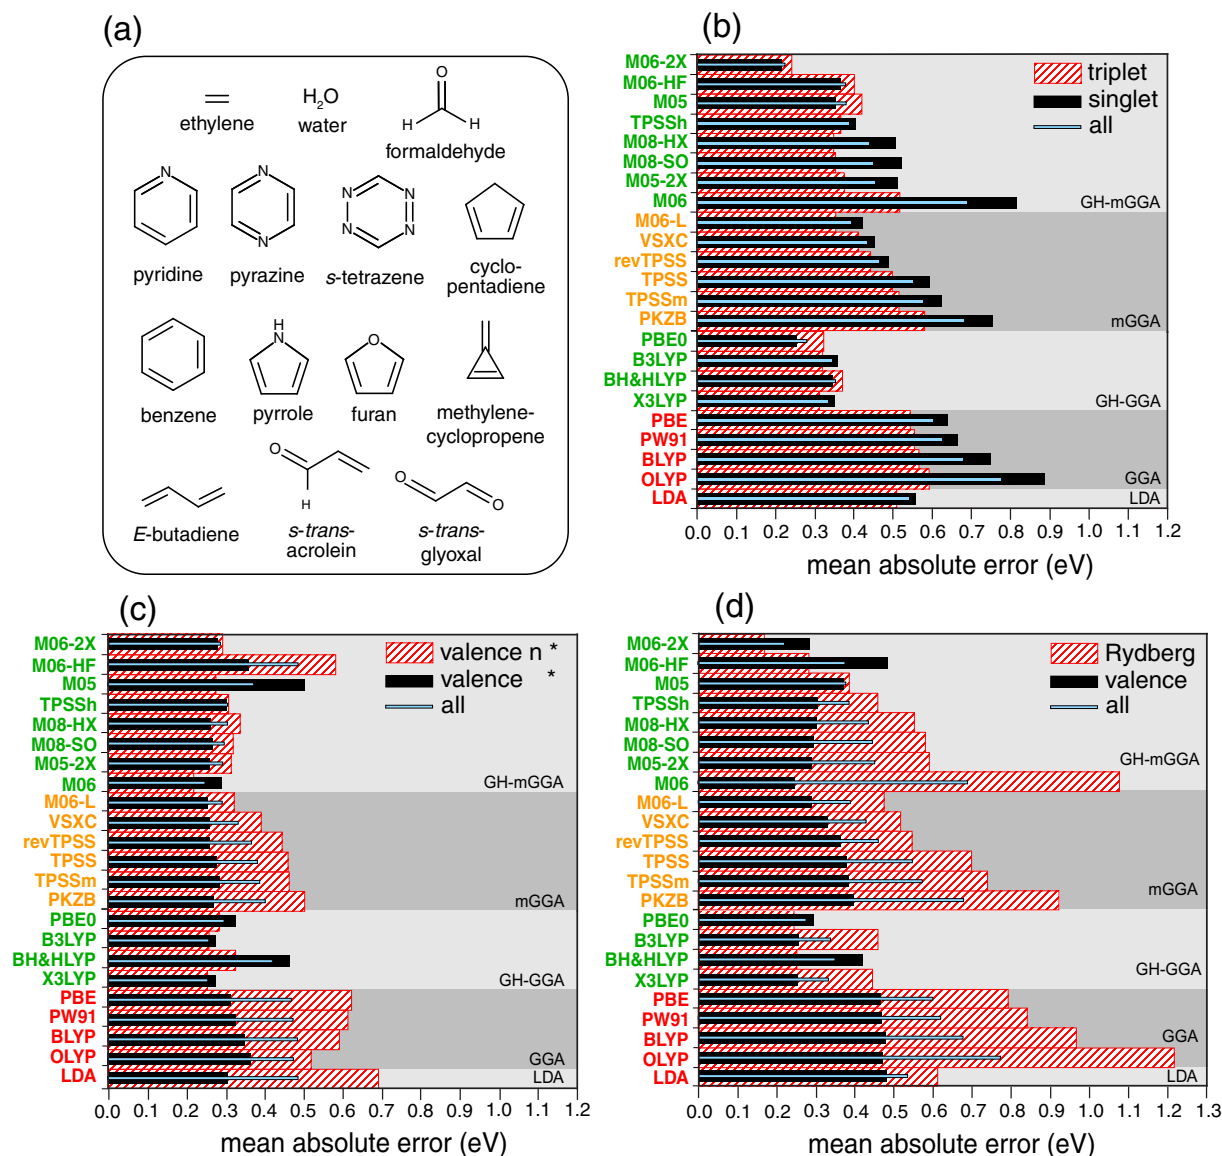 (a)
ethylene
H2O
water
O
H H
formaldehyde
N
pyridine
N
N
pyrazine
N N
N N
s-tetrazene
cyclo-
pentadiene
benzene
H
N
pyrrole
O
furan
methylene-
cyclopropene
E-butadiene
O
H
s-trans-
acrolein
O
O
s-trans-
glyoxal
(b)
M06-2X
M06-HF
M05
TPSSh
M08-HX
M08-SO
M05-2X
M06
M06-L
VSXC
revTPSS
TPSS
TPSSm
PKZB
PBE0
B3LYP
BH&HLYP
X3LYP
PBE
PW91
BLYP
OLYP
LDA
triplet
singlet
all
GH-mGGA
mGGA
GH-GGA
GGA
LDA
0.0 0.1 0.2 0.3 0.4 0.5 0.6 0.7 0.8 0.9 1.0 1.1 1.2
mean absolute error (eV)
(c)
M06-2X
M06-HF
M05
TPSSh
M08-HX
M08-SO
M05-2X
M06
M06-L
VSXC
revTPSS
TPSS
TPSSm
PKZB
PBE0
B3LYP
BH&HLYP
X3LYP
PBE
PW91
BLYP
OLYP
LDA
valence n *
valence *
all
GH-mGGA
mGGA
GH-GGA
GGA
LDA
0.0 0.1 0.2 0.3 0.4 0.5 0.6 0.7 0.8 0.9 1.0 1.1 1.2
mean absolute error (eV)
(d)
M06-2X
M06-HF
M05
TPSSh
M08-HX
M08-SO
M05-2X
M06
M06-L
VSXC
revTPSS
TPSS
TPSSm
PKZB
PBE0
B3LYP
BH&HLYP
X3LYP
PBE
PW91
BLYP
OLYP
LDA
Rydberg
valence
all
GH-mGGA
mGGA
GH-GGA
GGA
LDA
0.0 0.1 0.2 0.3 0.4 0.5 0.6 0.7 0.8 0.9 1.0 1.1 1.2 1.3
mean absolute error (eV)